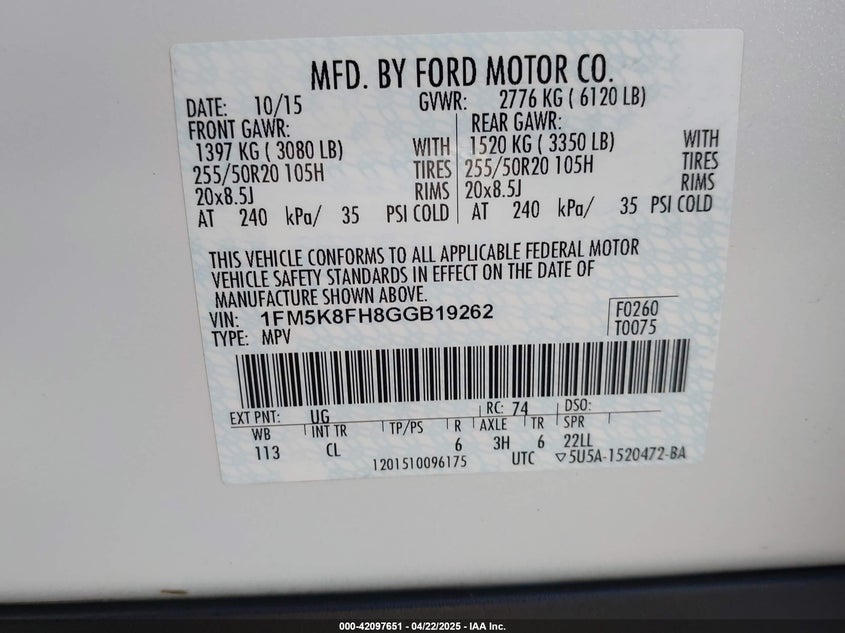 MFD. BY FORD MOTOR CO.
DATE: 10/15 GVWR: 2776 KG ( 6120 LB)
FRONT GAWR: REAR GAWR:
1397 KG ( 3080 LB) WITH 1520 KG ( 3350 LB) WITH
255/50R20 105H TIRES 255/50R20 105H TIRES
20x8.5J RIMS 20x8.5J RIMS
AT 240 kPa/ 35 PSI COLD AT 240 kPa/ 35 PSI COLD
THIS VEHICLE CONFORMS TO ALL APPLICABLE FEDERAL MOTOR
VEHICLE SAFETY STANDARDS IN EFFECT ON THE DATE OF
MANUFACTURE SHOWN ABOVE.
VIN: 1FM5K8FH8GGB19262 F0260
TYPE: MPV T0075
EXT PNT: UG RC: 74 DSO:
WB INT TR TP/PS R AXLE TR SPR
113 CL 6 3H 6 22LL
1201510096175 UTC ▽5U5A-1520472-BA
000-42097651 - 04/22/2025 - IAA Inc.